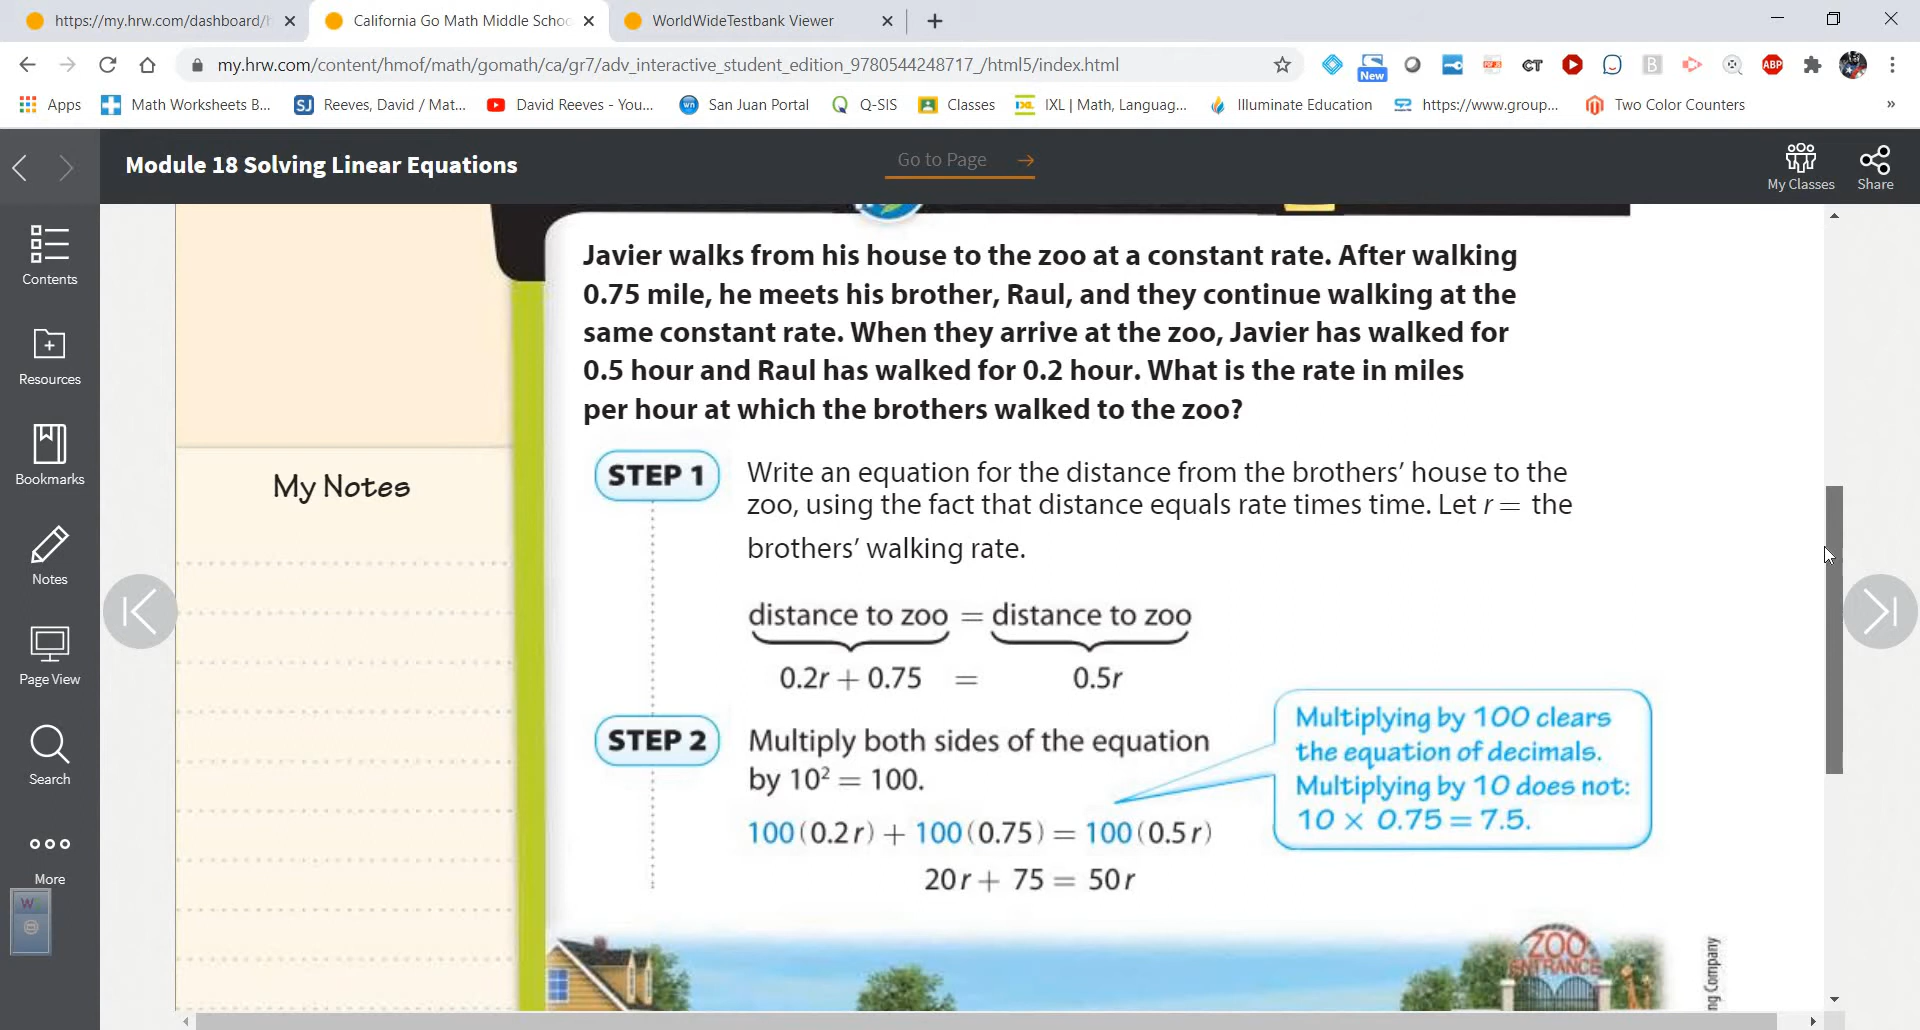 https://my.hrw.com/dashboard/
California Go Math Middle Schoo
WorldWideTestbank Viewer
my.hrw.com/content/hmof/math/gomath/ca/gr7/adv_interactive_student_edition_9780544248717_/html5/index.html
New
CT
B
ABP
Apps
Math Worksheets B...
SJ
Reeves, David / Mat...
David Reeves - You...
wn
San Juan Portal
Q-SIS
Classes
IXL | Math, Languag...
Illuminate Education
https://www.group...
Two Color Counters
»
Module 18 Solving Linear Equations
Go to Page →
My Classes
Share
Contents
Resources
Bookmarks
Notes
Page View
Search
More
W
My Notes
Javier walks from his house to the zoo at a constant rate. After walking
0.75 mile, he meets his brother, Raul, and they continue walking at the
same constant rate. When they arrive at the zoo, Javier has walked for
0.5 hour and Raul has walked for 0.2 hour. What is the rate in miles
per hour at which the brothers walked to the zoo?
STEP 1
Write an equation for the distance from the brothers’ house to the
zoo, using the fact that distance equals rate times time. Let r = the
brothers’ walking rate.
distance to zoo = distance to zoo
0.2r + 0.75 = 0.5r
STEP 2
Multiply both sides of the equation
by 10² = 100.
100(0.2r) + 100(0.75) = 100(0.5r)
20r + 75 = 50r
Multiplying by 100 clears
the equation of decimals.
Multiplying by 10 does not:
10 × 0.75 = 7.5.
ZOO
ENTRANCE
ng Company